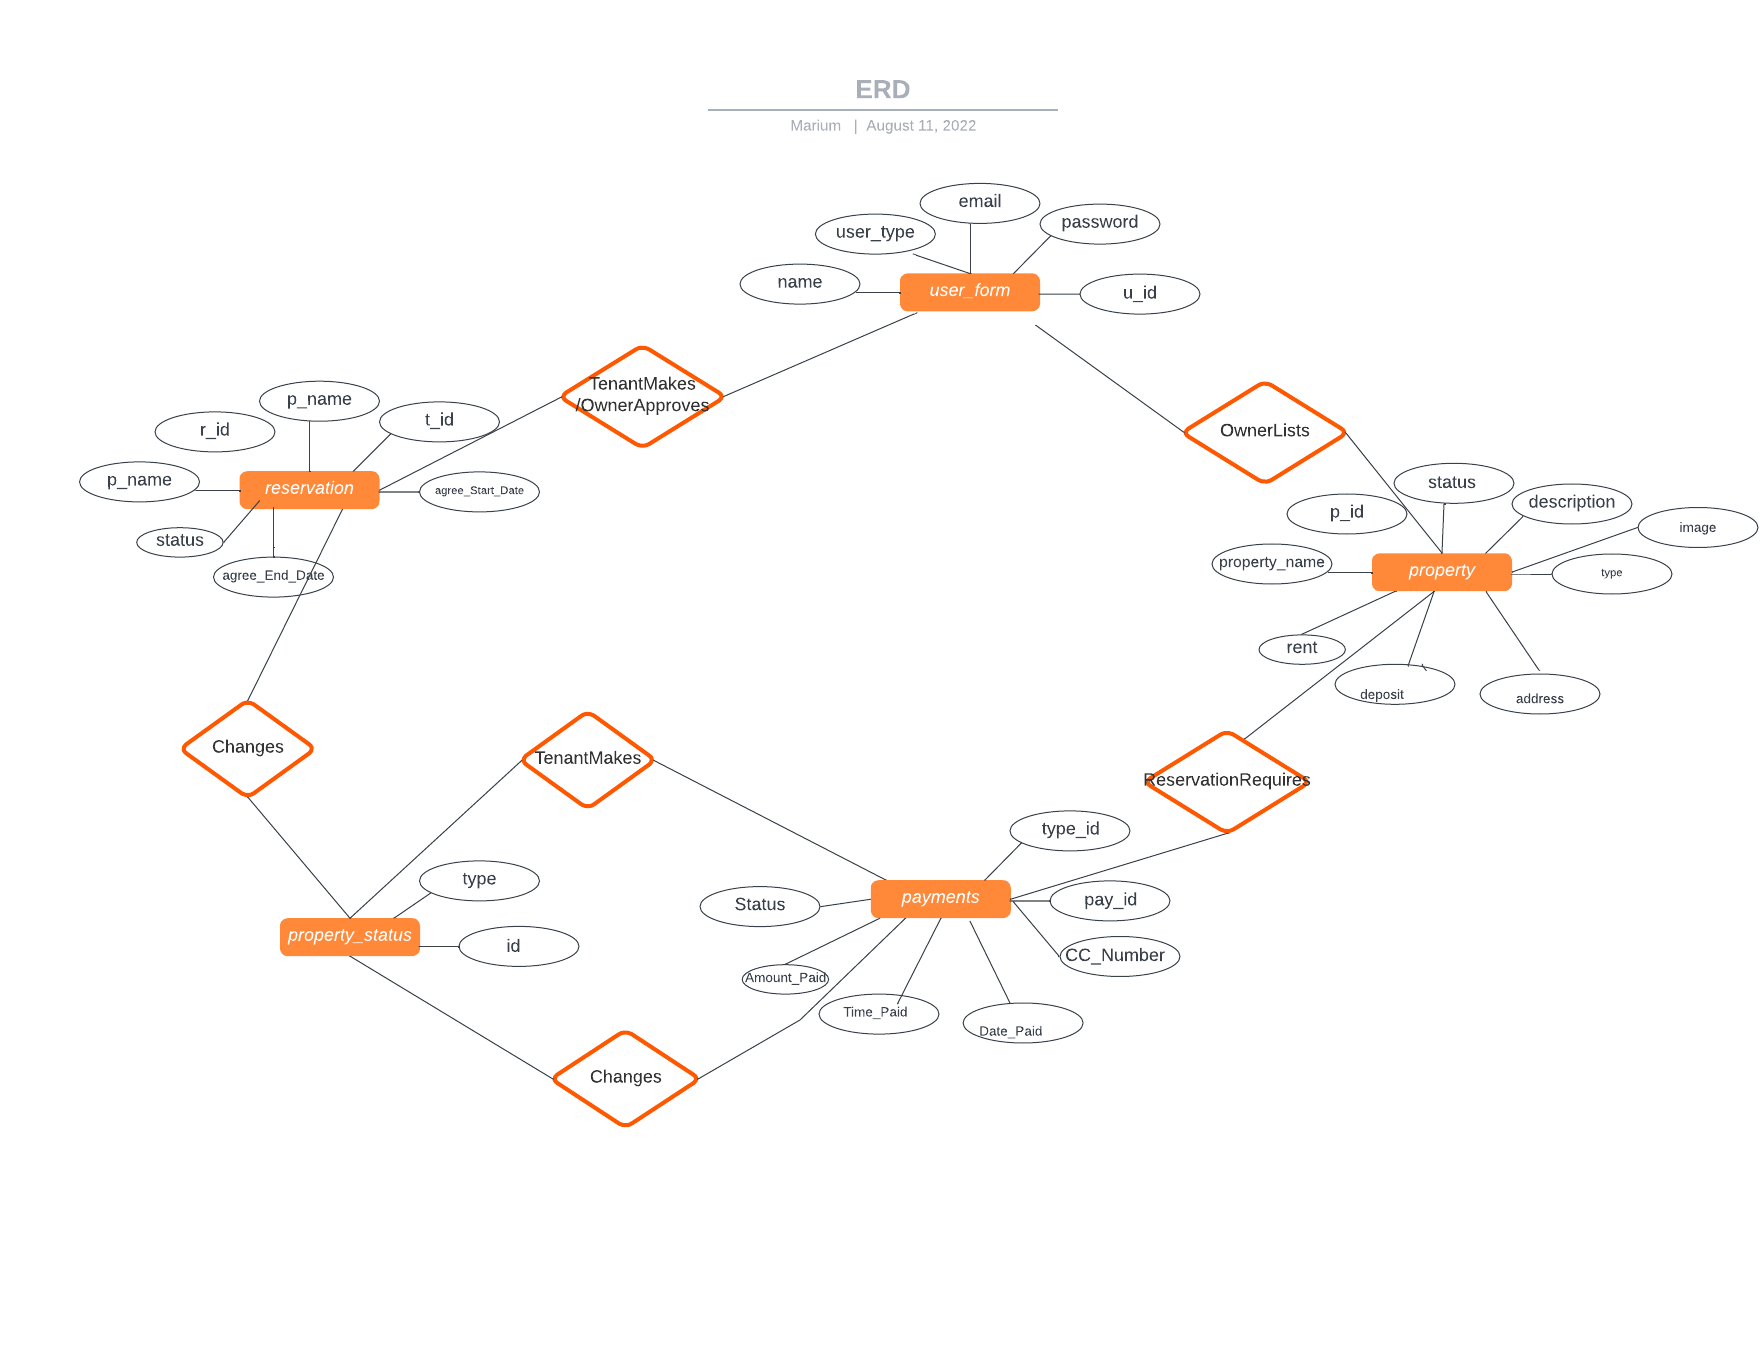 ERD
Marium | August 11, 2022
email
password
user_type
name
user_form
u_id
TenantMakes
/OwnerApproves
p_name
t_id
r_id
p_name
reservation
agree_Start_Date
status
agree_End_Date
OwnerLists
status
description
p_id
image
property_name
property
type
rent
deposit
address
Changes
TenantMakes
ReservationRequires
type_id
type
Status
payments
pay_id
property_status
id
CC_Number
Amount_Paid
Time_Paid
Date_Paid
Changes